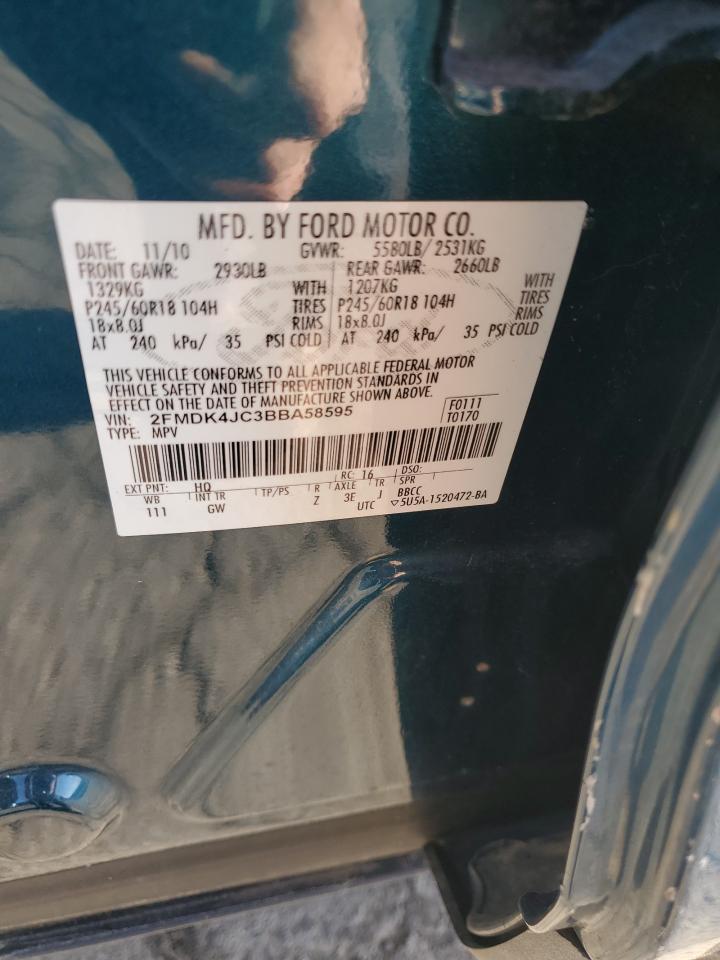 MFD. BY FORD MOTOR CO.
DATE: 11/10 GVWR: 5580LB/ 2531KG
FRONT GAWR: 2930LB REAR GAWR: 2660LB
1329KG WITH 1207KG WITH
P245/60R18 104H TIRES P245/60R18 104H TIRES
18x8.0J RIMS 18x8.0J RIMS
AT 240 kPa/ 35 PSI COLD AT 240 kPa/ 35 PSI COLD
THIS VEHICLE CONFORMS TO ALL APPLICABLE FEDERAL MOTOR
VEHICLE SAFETY AND THEFT PREVENTION STANDARDS IN
EFFECT ON THE DATE OF MANUFACTURE SHOWN ABOVE.
VIN: 2FMDK4JC3BBA58595 F0111
TYPE: MPV T0170
EXT PNT: HQ RC: 16 DSO:
WB INT TR TP/PS R AXLE TR SPR
111 GW Z 3E J BBCC
UTC ▽5U5A-1520472-BA